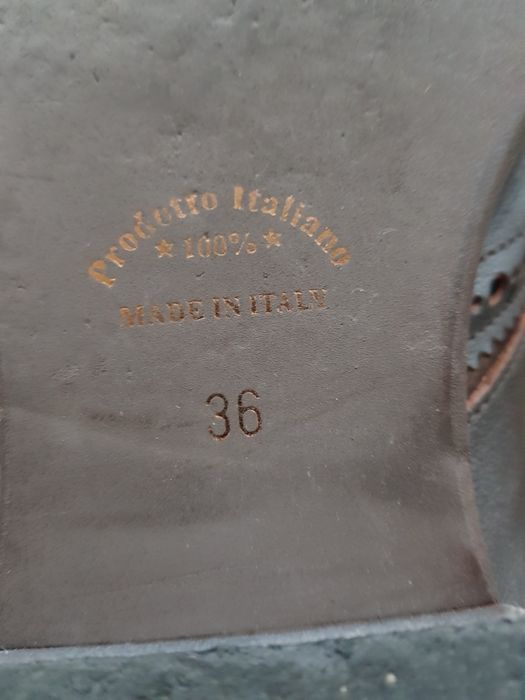 Prodotto Italiano
★ 100% ★
MADE IN ITALY
36